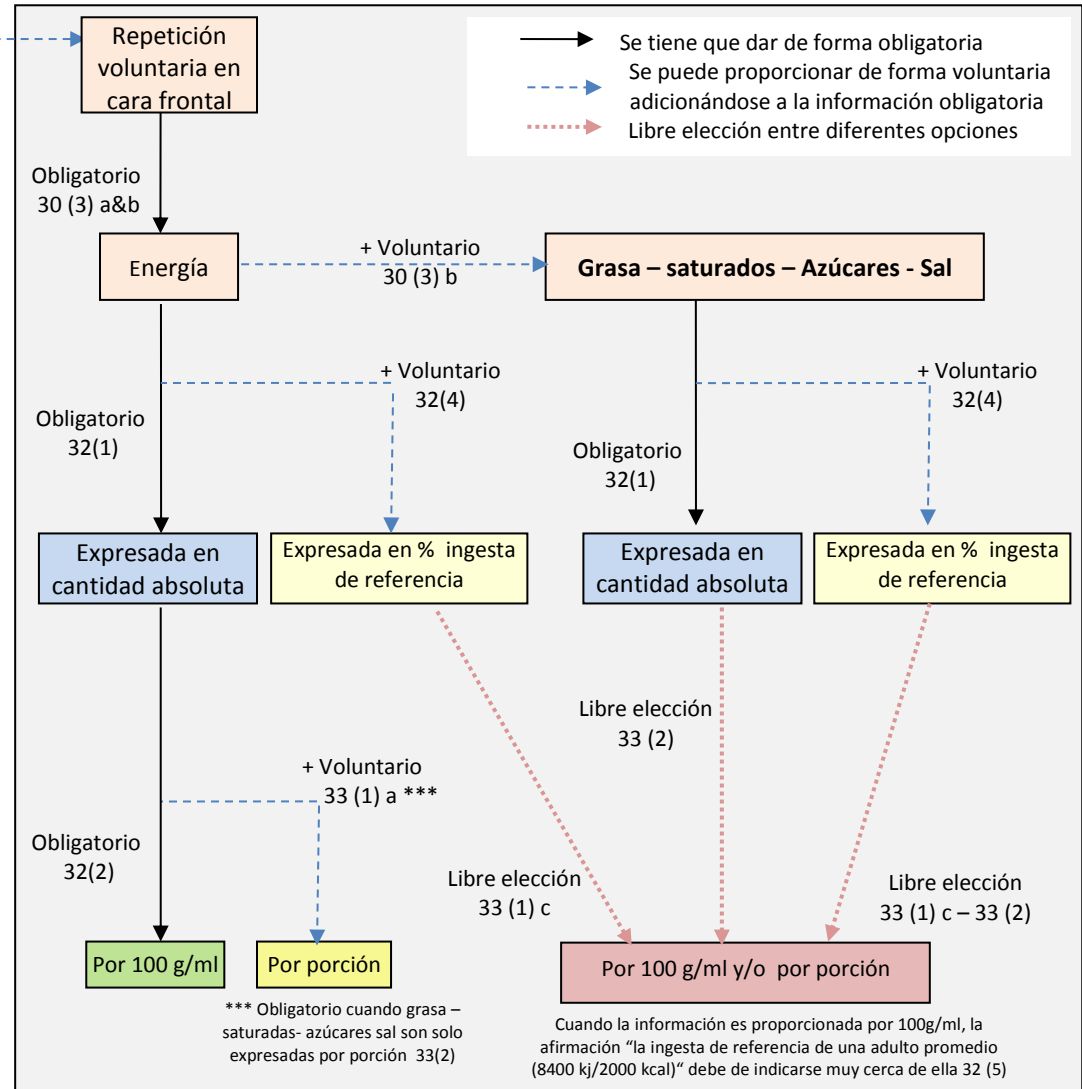 Repetición
voluntaria en
cara frontal
Se tiene que dar de forma obligatoria
Se puede proporcionar de forma voluntaria
adicionándose a la información obligatoria
Libre elección entre diferentes opciones
Obligatorio
30 (3) a&b
Energía
+ Voluntario
30 (3) b
Grasa – saturados – Azúcares - Sal
+ Voluntario
32(4)
Obligatorio
32(1)
+ Voluntario
32(4)
Obligatorio
32(1)
Expresada en
cantidad absoluta
Expresada en % ingesta
de referencia
Expresada en
cantidad absoluta
Expresada en % ingesta
de referencia
Libre elección
33 (2)
+ Voluntario
33 (1) a ***
Obligatorio
32(2)
Libre elección
33 (1) c
Libre elección
33 (1) c – 33 (2)
Por 100 g/ml
Por porción
Por 100 g/ml y/o por porción
*** Obligatorio cuando grasa –
saturadas- azúcares sal son solo
expresadas por porción 33(2)
Cuando la información es proporcionada por 100g/ml, la
afirmación “la ingesta de referencia de una adulto promedio
(8400 kj/2000 kcal)“ debe de indicarse muy cerca de ella 32 (5)